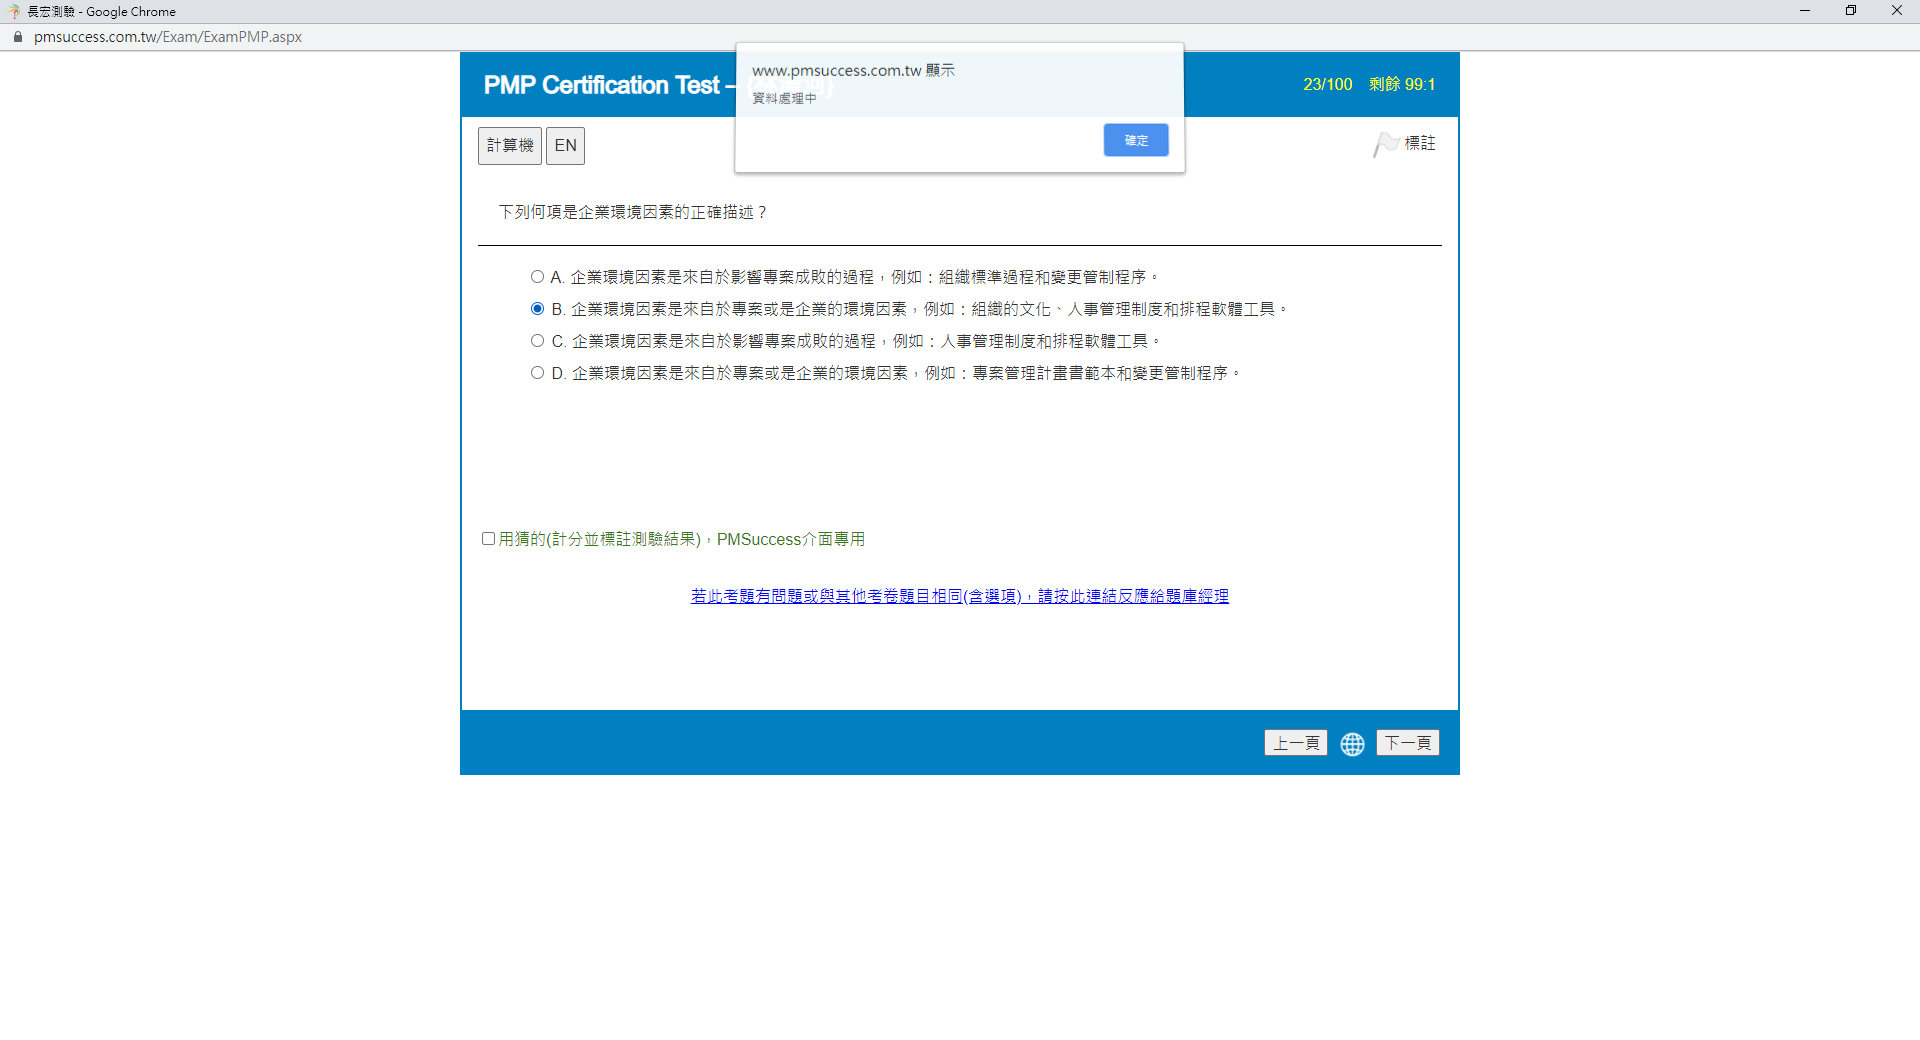 長宏測驗 - Google Chrome
pmsuccess.com.tw/Exam/ExamPMP.aspx
www.pmsuccess.com.tw 顯示
資料處理中
確定
PMP Certification Test –
23/100 剩餘 99:1
計算機 EN
標註
下列何項是企業環境因素的正確描述？
A. 企業環境因素是來自於影響專案成敗的過程，例如：組織標準過程和變更管制程序。
B. 企業環境因素是來自於專案或是企業的環境因素，例如：組織的文化、人事管理制度和排程軟體工具。
C. 企業環境因素是來自於影響專案成敗的過程，例如：人事管理制度和排程軟體工具。
D. 企業環境因素是來自於專案或是企業的環境因素，例如：專案管理計畫書範本和變更管制程序。
用猜的(計分並標註測驗結果)，PMSuccess介面專用
若此考題有問題或與其他考卷題目相同(含選項)，請按此連結反應給題庫經理
上一頁 下一頁